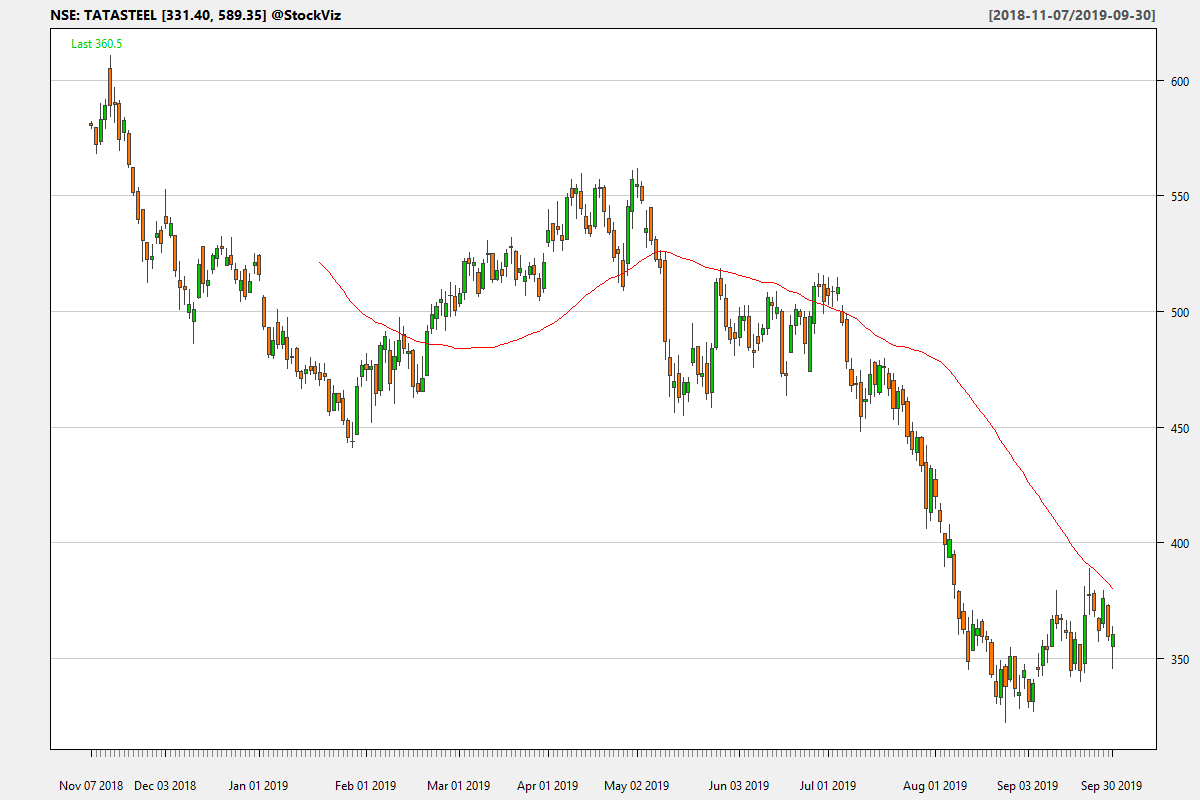 NSE: TATASTEEL [331.40, 589.35] @StockViz [2018-11-07/2019-09-30]
Last 360.5
600
550
500
450
400
350
Nov 07 2018 Dec 03 2018 Jan 01 2019 Feb 01 2019 Mar 01 2019 Apr 01 2019 May 02 2019 Jun 03 2019 Jul 01 2019 Aug 01 2019 Sep 03 2019 Sep 30 2019